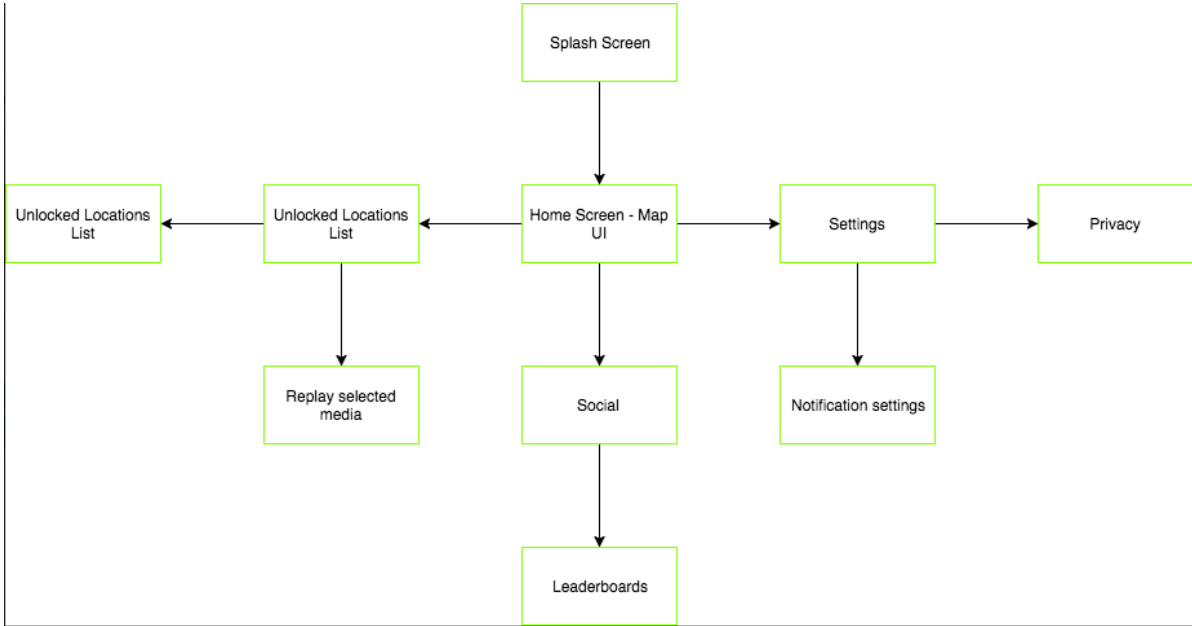 Splash Screen
Unlocked Locations
List
Unlocked Locations
List
Home Screen - Map
UI
Settings
Privacy
Replay selected
media
Social
Notification settings
Leaderboards